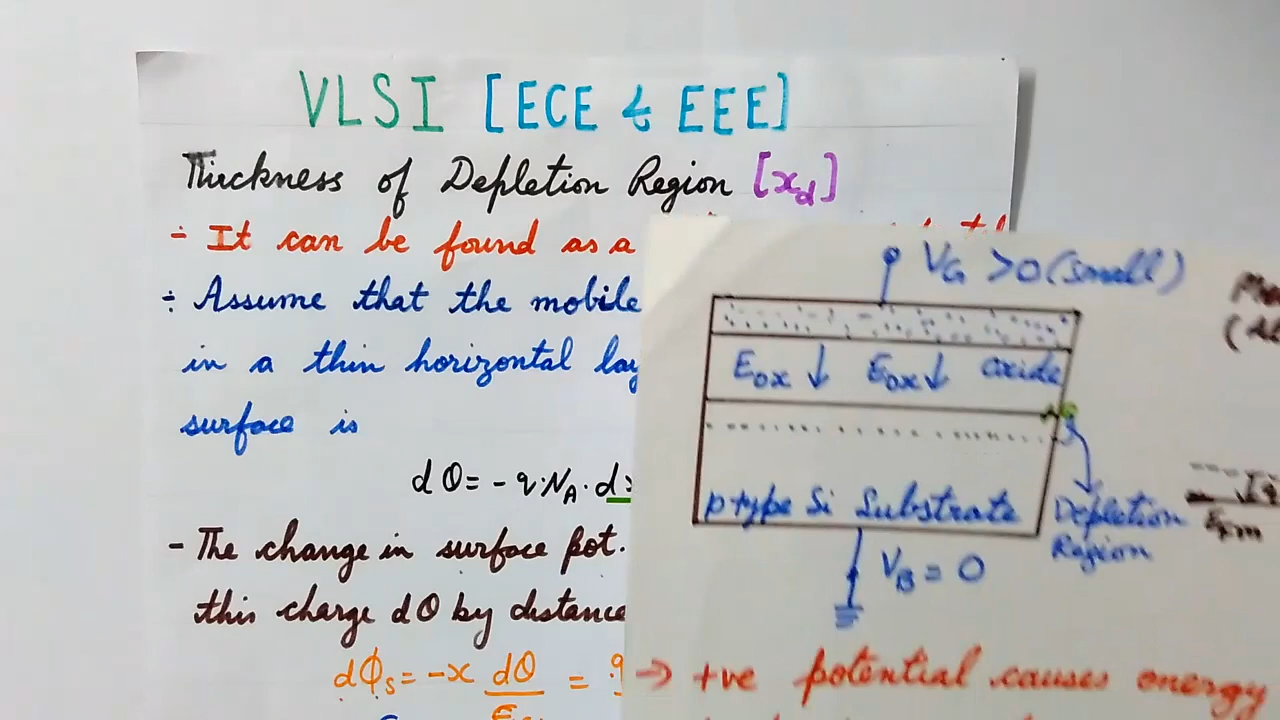 VLSI [ECE & EEE]
Thickness of Depletion Region [xd]
÷ It can be found as a
÷ Assume that the mobile
in a thin horizontal lay
surface is
dQ = - q.NA.d
- The change in surface pot.
this charge dQ by distance
dΦs = -x dQ =
VG >0 (small)
Eox ↓ Eox ↓ oxide
p type Si Substrate
Depletion
Region
VB = 0
→ +ve potential causes energy